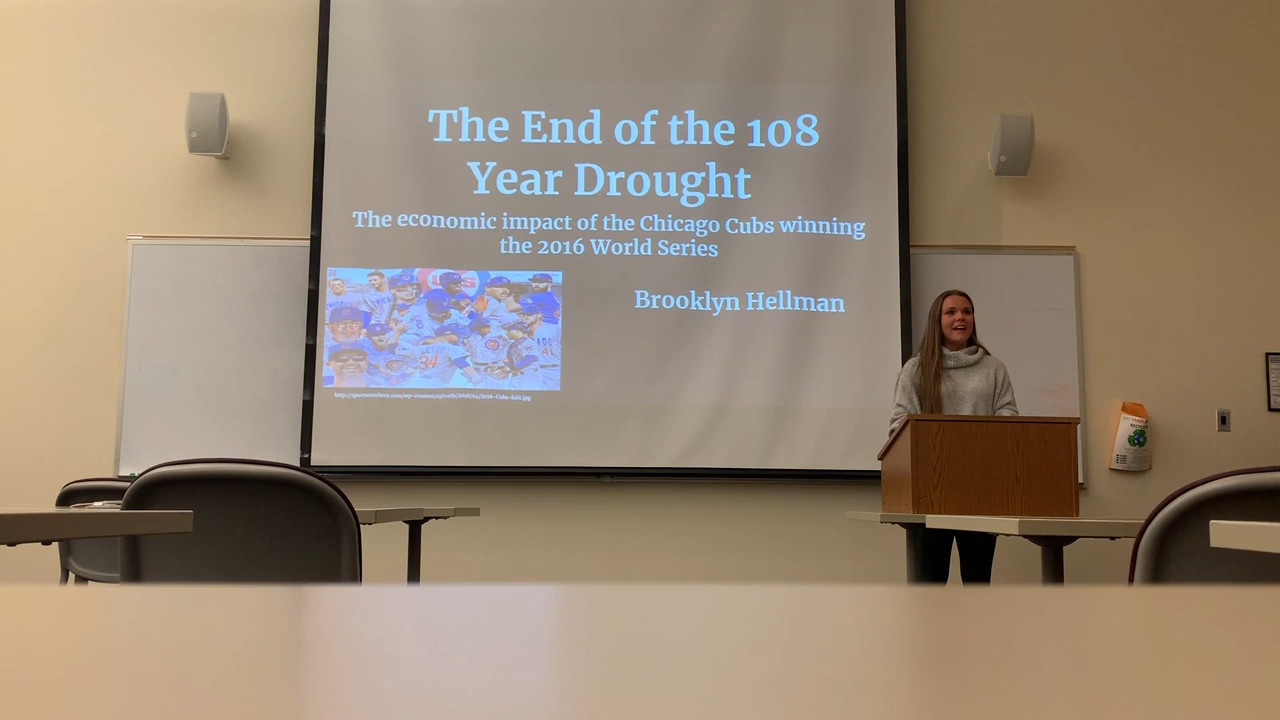 The End of the 108
Year Drought
The economic impact of the Chicago Cubs winning
the 2016 World Series
Brooklyn Hellman
34